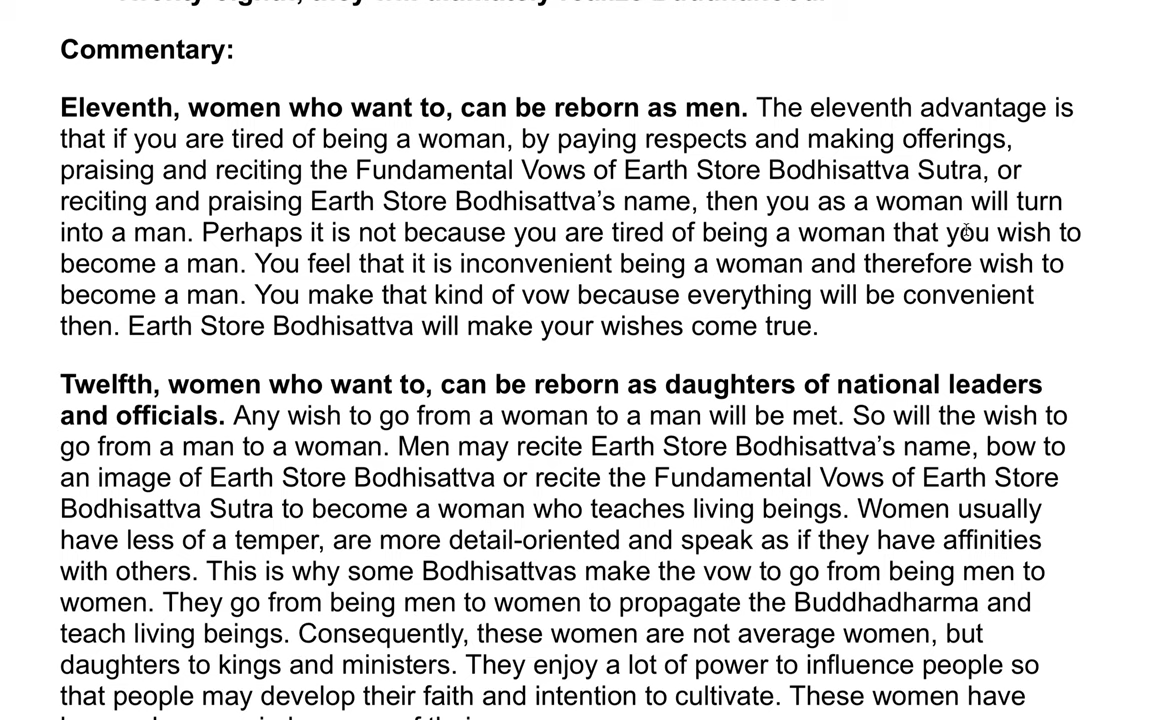 Commentary:
Eleventh, women who want to, can be reborn as men. The eleventh advantage is
that if you are tired of being a woman, by paying respects and making offerings,
praising and reciting the Fundamental Vows of Earth Store Bodhisattva Sutra, or
reciting and praising Earth Store Bodhisattva’s name, then you as a woman will turn
into a man. Perhaps it is not because you are tired of being a woman that you wish to
become a man. You feel that it is inconvenient being a woman and therefore wish to
become a man. You make that kind of vow because everything will be convenient
then. Earth Store Bodhisattva will make your wishes come true.
Twelfth, women who want to, can be reborn as daughters of national leaders
and officials. Any wish to go from a woman to a man will be met. So will the wish to
go from a man to a woman. Men may recite Earth Store Bodhisattva’s name, bow to
an image of Earth Store Bodhisattva or recite the Fundamental Vows of Earth Store
Bodhisattva Sutra to become a woman who teaches living beings. Women usually
have less of a temper, are more detail-oriented and speak as if they have affinities
with others. This is why some Bodhisattvas make the vow to go from being men to
women. They go from being men to women to propagate the Buddhadharma and
teach living beings. Consequently, these women are not average women, but
daughters to kings and ministers. They enjoy a lot of power to influence people so
that people may develop their faith and intention to cultivate. These women have